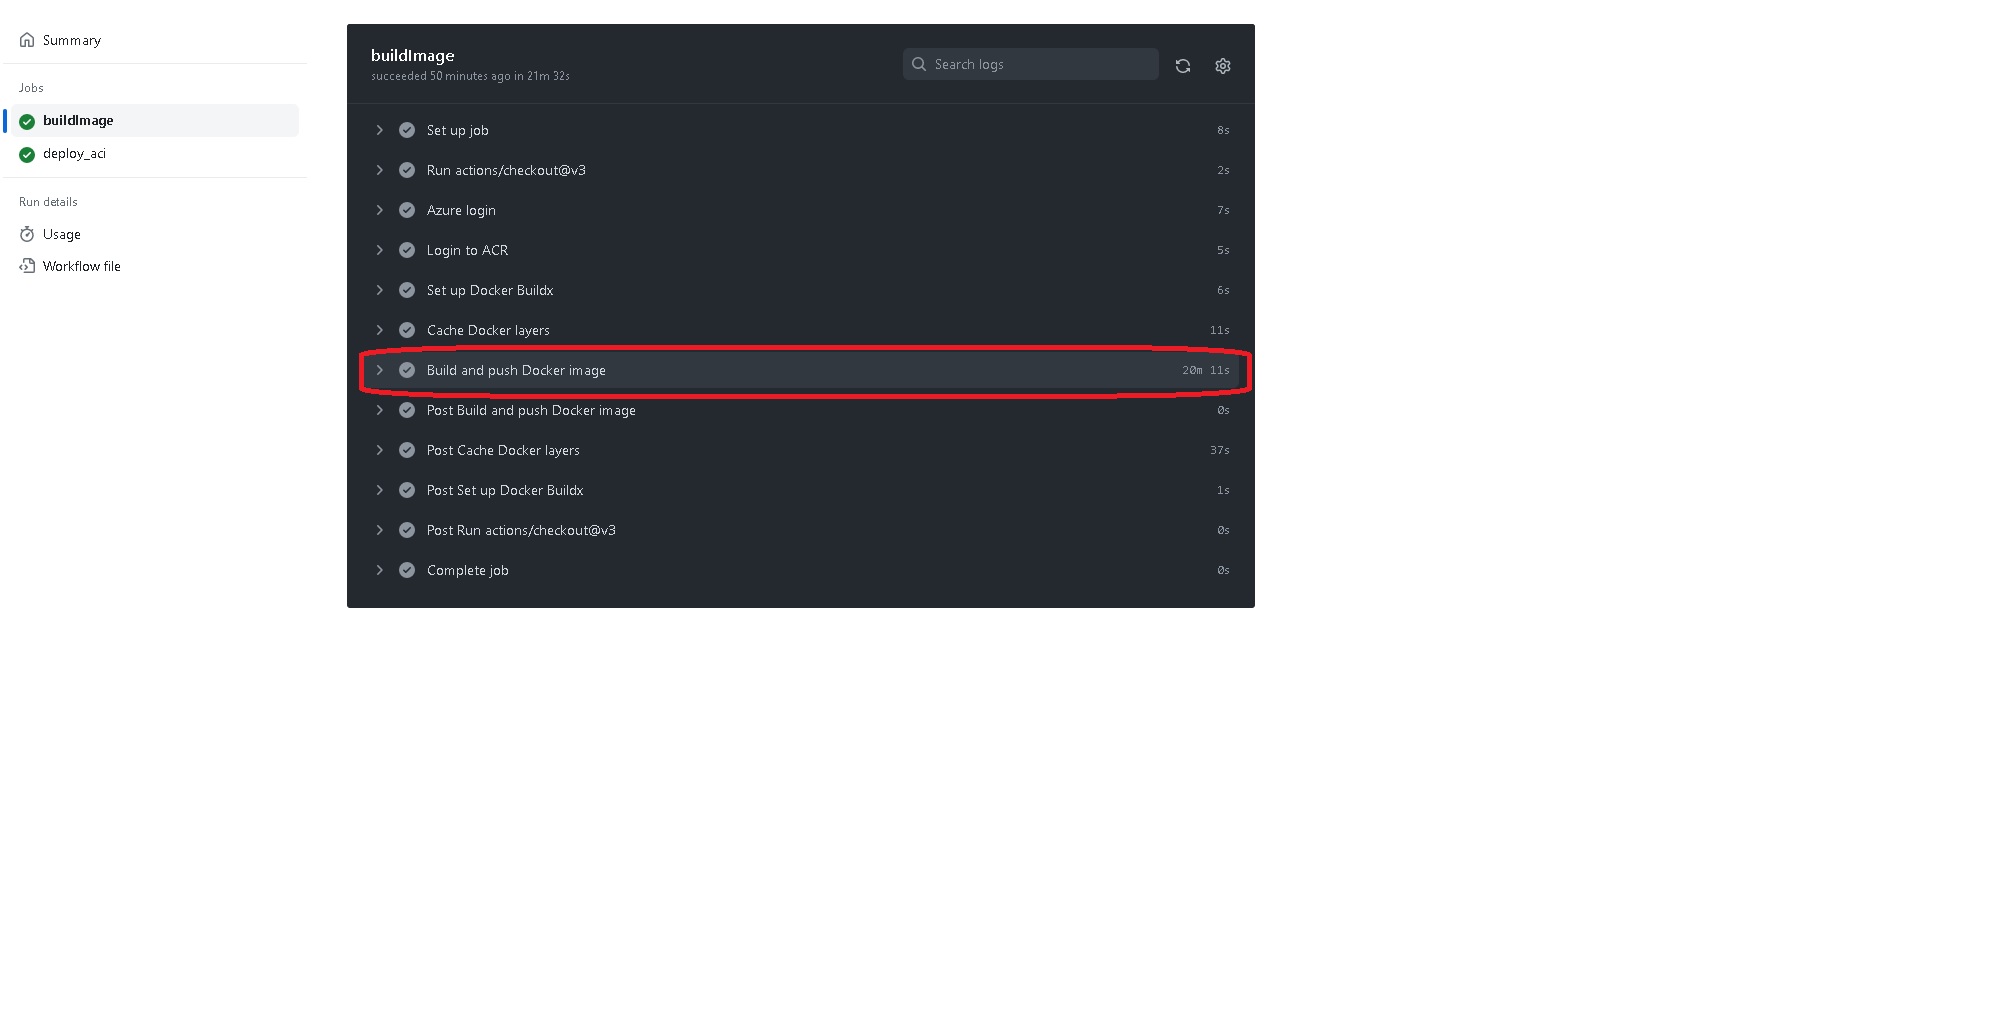 Summary
Jobs
buildImage
deploy_aci
Run details
Usage
Workflow file
buildImage
succeeded 50 minutes ago in 21m 32s
Search logs
Set up job 8s
Run actions/checkout@v3 2s
Azure login 7s
Login to ACR 5s
Set up Docker Buildx 6s
Cache Docker layers 11s
Build and push Docker image 20m 11s
Post Build and push Docker image 0s
Post Cache Docker layers 37s
Post Set up Docker Buildx 1s
Post Run actions/checkout@v3 0s
Complete job 0s